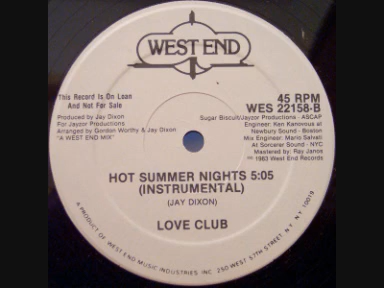 WEST END
This Record Is On Loan
And Not For Sale
45 RPM
WES 22158-B
Produced by Jay Dixon
For Jayzor Productions
Arranged by Gordon Worthy & Jay Dixon
"A WEST END MIX"
Sugar Biscuit/Jayzor Productions - ASCAP
Engineer: Ken Kanavos at
Newbury Sound - Boston
Mix Engineer: Mario Salvati
At Sorcerer Sound - NYC
Mastered by: Ray Janos
℗ 1983 West End Records
HOT SUMMER NIGHTS 5:05
(INSTRUMENTAL)
(JAY DIXON)
LOVE CLUB
A PRODUCT OF WEST END MUSIC INDUSTRIES INC. 250 WEST 57TH STREET, N.Y. N.Y. 10019